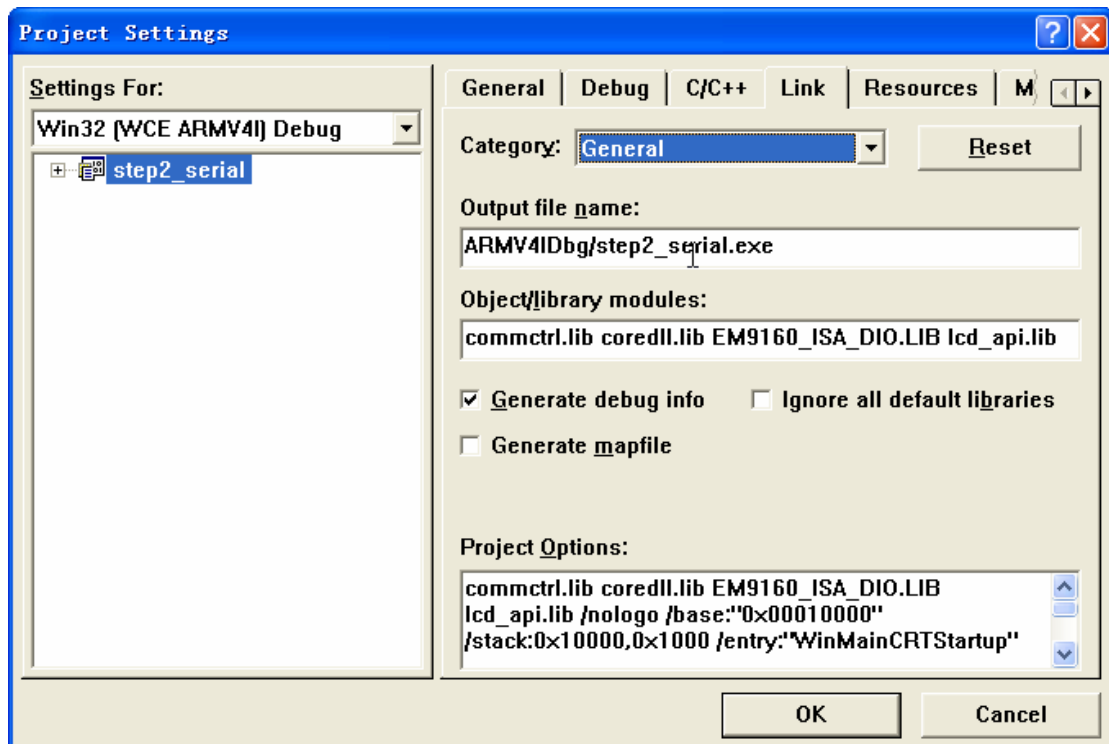 Project Settings
Settings For:
Win32 (WCE ARMV4I) Debug
step2_serial
General Debug C/C++ Link Resources M
Category: General Reset
Output file name:
ARMV4IDbg/step2_serial.exe
Object/library modules:
commctrl.lib coredll.lib EM9160_ISA_DIO.LIB lcd_api.lib
Generate debug info Ignore all default libraries
Generate mapfile
Project Options:
commctrl.lib coredll.lib EM9160_ISA_DIO.LIB
lcd_api.lib /nologo /base:"0x00010000"
/stack:0x10000,0x1000 /entry:"WinMainCRTStartup"
OK Cancel